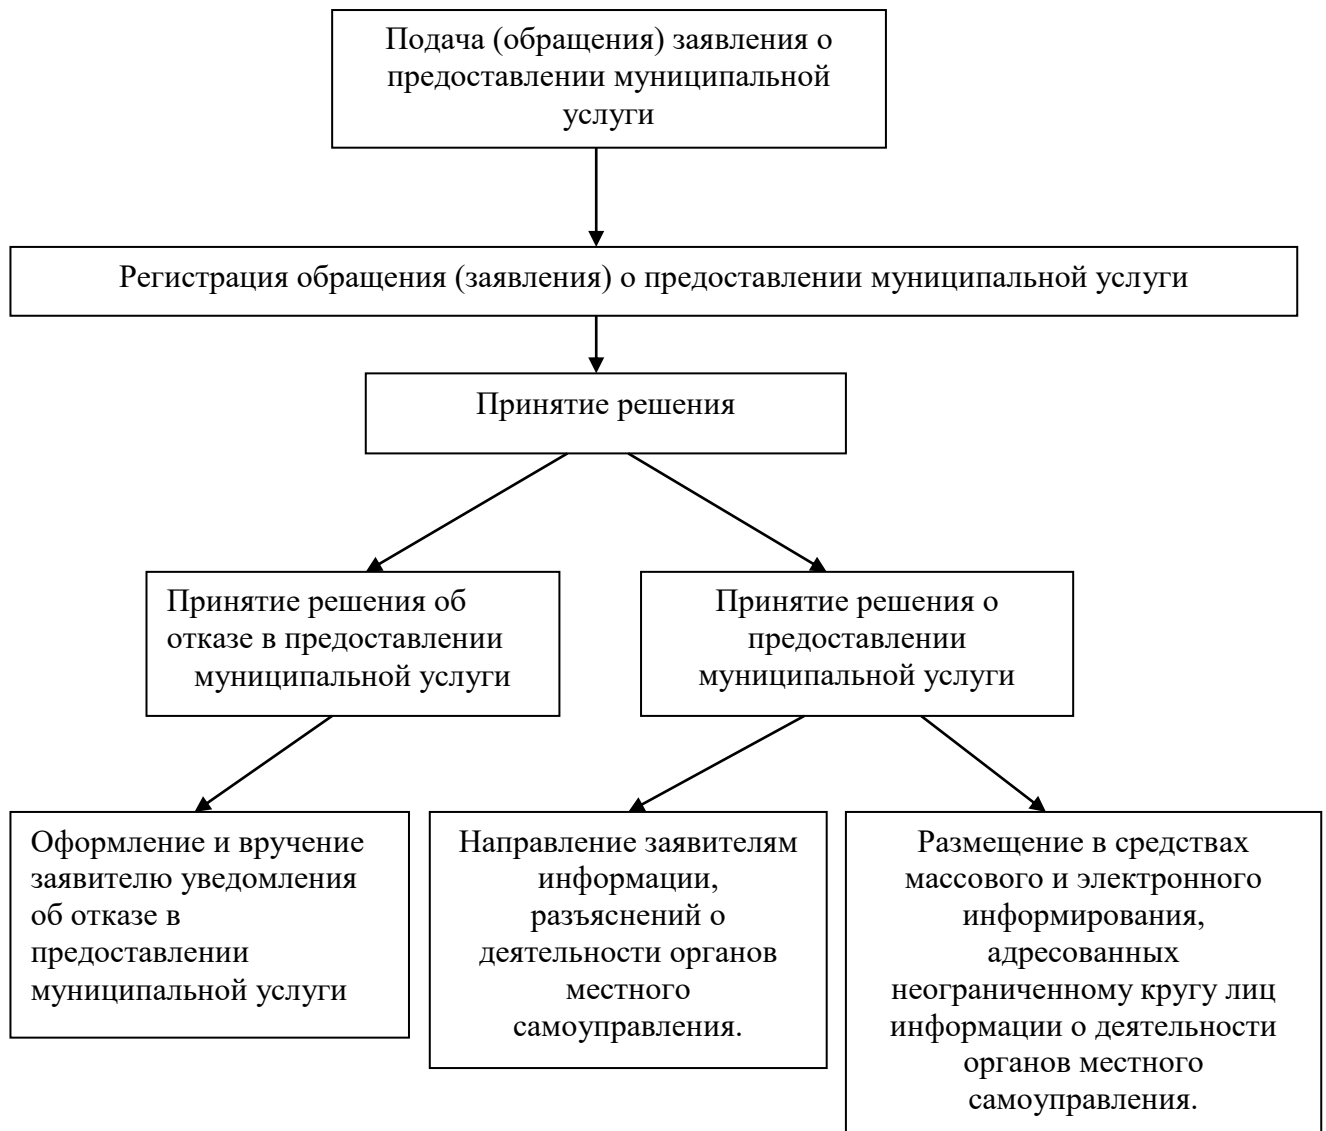 Подача (обращения) заявления о
предоставлении муниципальной
услуги
Регистрация обращения (заявления) о предоставлении муниципальной услуги
Принятие решения
Принятие решения об
отказе в предоставлении
муниципальной услуги
Принятие решения о
предоставлении
муниципальной услуги
Оформление и вручение
заявителю уведомления
об отказе в
предоставлении
муниципальной услуги
Направление заявителям
информации,
разъяснений о
деятельности органов
местного
самоуправления.
Размещение в средствах
массового и электронного
информирования,
адресованных
неограниченному кругу лиц
информации о деятельности
органов местного
самоуправления.